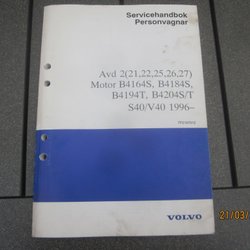 Servicehandbok
Personvagnar
Avd 2(21,22,25,26,27)
Motor B4164S, B4184S,
B4194T, B4204S/T
S40/V40 1996–
VOLVO
21/03/